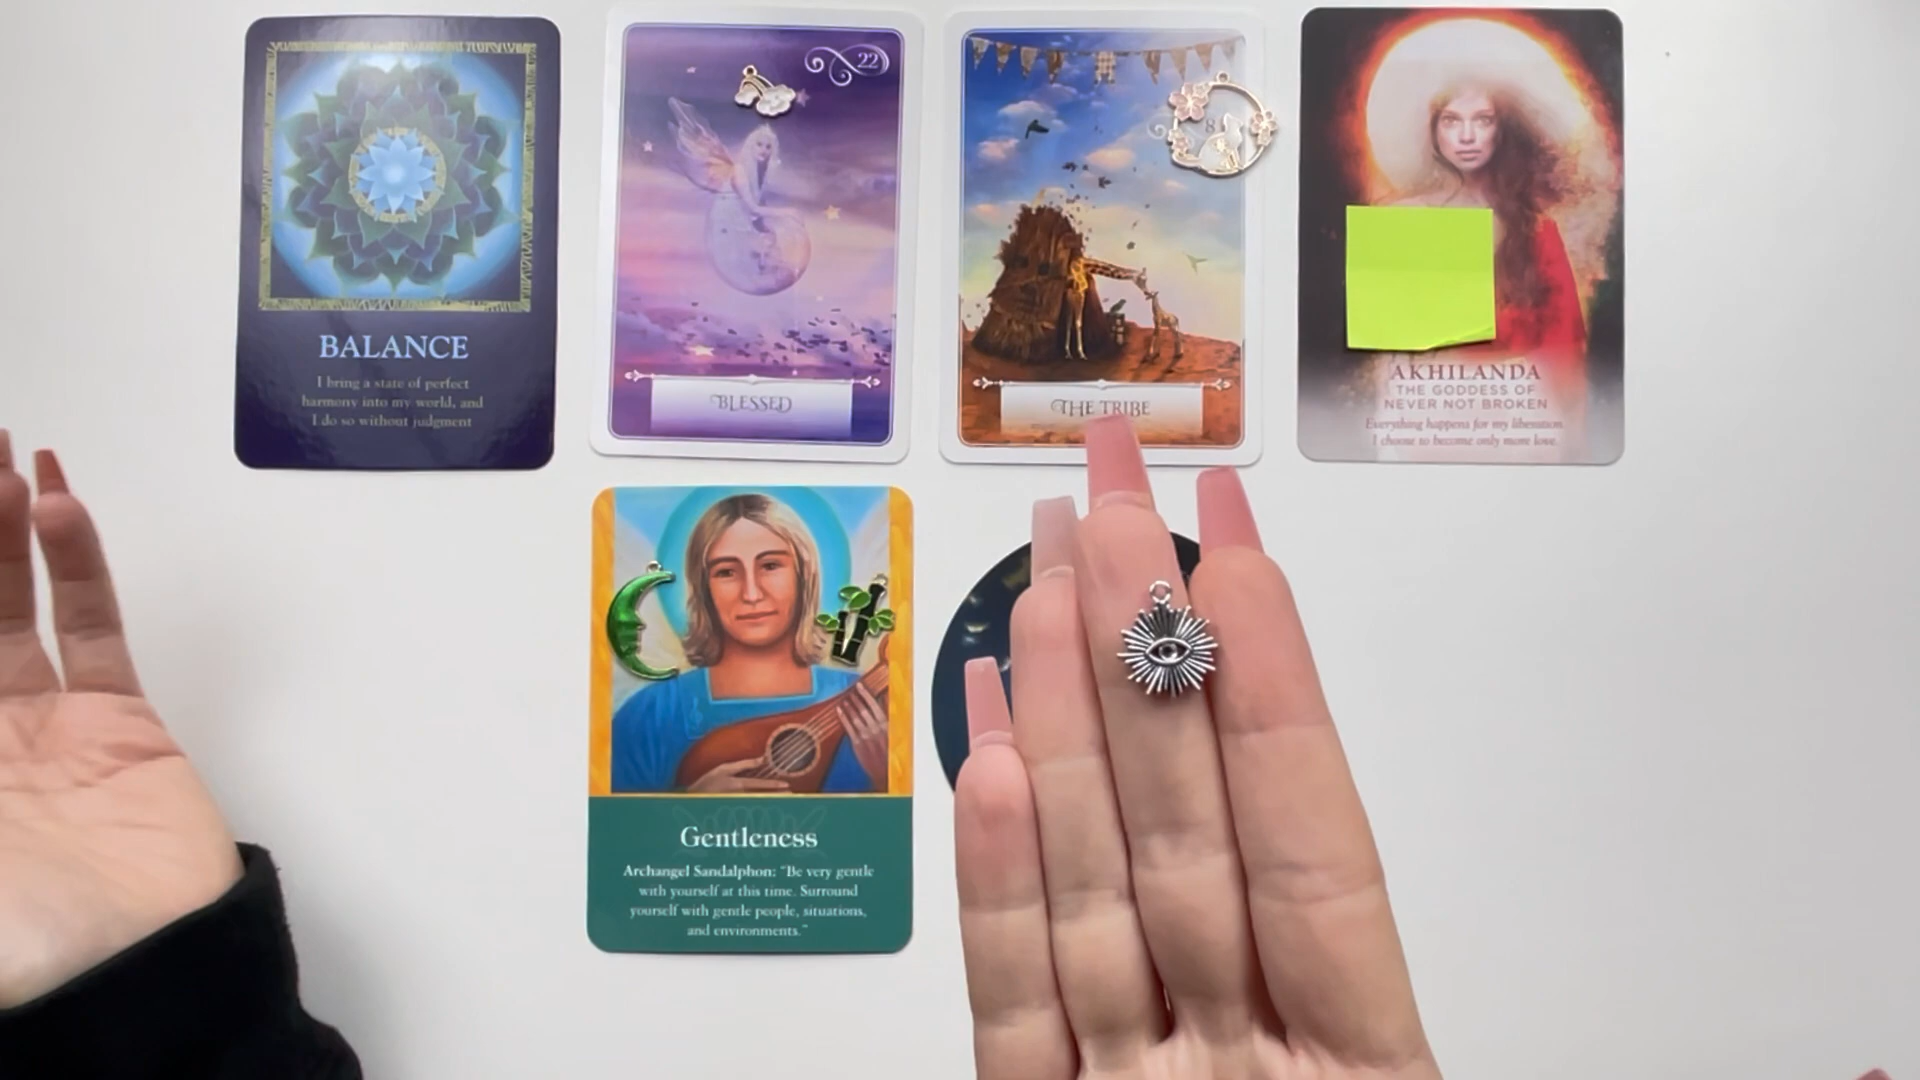 BALANCE
I bring a state of perfect
harmony into my world, and
I do so without judgment
22
BLESSED
8
THE TRIBE
AKHILANDA
THE GODDESS OF
NEVER NOT BROKEN
Everything happens for my liberation.
I choose to become only more love.
Gentleness
Archangel Sandalphon: "Be very gentle
with yourself at this time. Surround
yourself with gentle people, situations,
and environments."